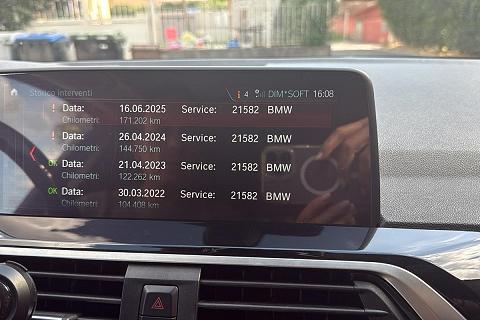 Storico interventi 4 DIM*SOFT 16:08
! Data: 16.06.2025 Service: 21582 BMW
Chilometri: 171.202 km
! Data: 26.04.2024 Service: 21582 BMW
Chilometri: 144.750 km
OK Data: 21.04.2023 Service: 21582 BMW
Chilometri: 122.262 km
OK Data: 30.03.2022 Service: 21582 BMW
Chilometri: 104.408 km